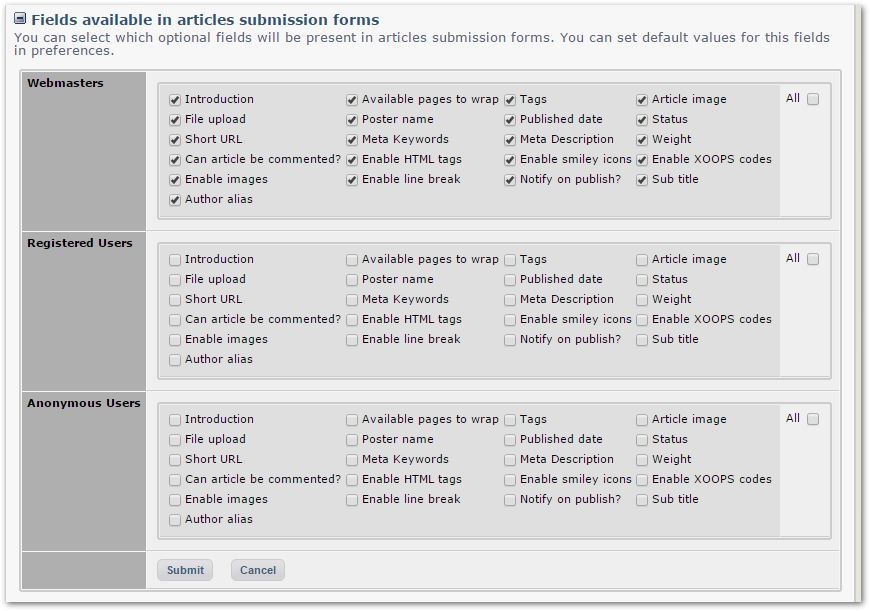 Fields available in articles submission forms
You can select which optional fields will be present in articles submission forms. You can set default values for this fields
in preferences.
Webmasters
Introduction Available pages to wrap Tags Article image All
File upload Poster name Published date Status
Short URL Meta Keywords Meta Description Weight
Can article be commented? Enable HTML tags Enable smiley icons Enable XOOPS codes
Enable images Enable line break Notify on publish? Sub title
Author alias
Registered Users
Introduction Available pages to wrap Tags Article image All
File upload Poster name Published date Status
Short URL Meta Keywords Meta Description Weight
Can article be commented? Enable HTML tags Enable smiley icons Enable XOOPS codes
Enable images Enable line break Notify on publish? Sub title
Author alias
Anonymous Users
Introduction Available pages to wrap Tags Article image All
File upload Poster name Published date Status
Short URL Meta Keywords Meta Description Weight
Can article be commented? Enable HTML tags Enable smiley icons Enable XOOPS codes
Enable images Enable line break Notify on publish? Sub title
Author alias
Submit Cancel